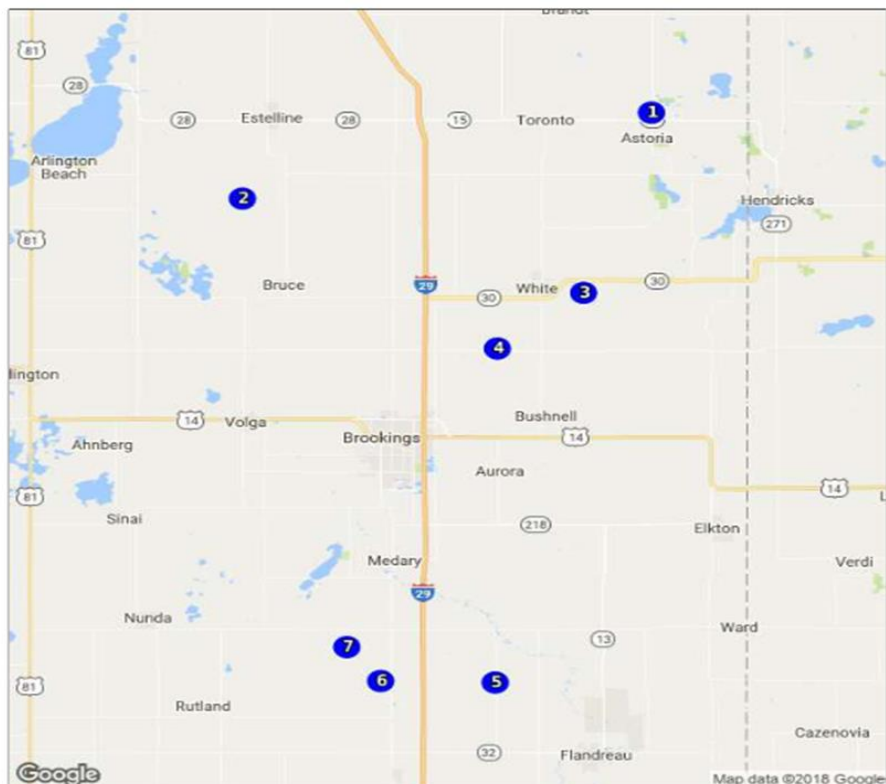 Brandt
81
28
28
Estelline
28
15
Toronto
1
Astoria
Arlington
Beach
2
Hendricks
271
81
Bruce
29
30
White
3
30
4
lington
14
Volga
Bushnell
Brookings
14
Ahnberg
Aurora
81
14
L
Sinai
218
Elkton
Medary
Verdi
29
Nunda
Ward
13
7
6
5
81
Rutland
Cazenovia
32
Flandreau
Google
Map data ©2018 Google